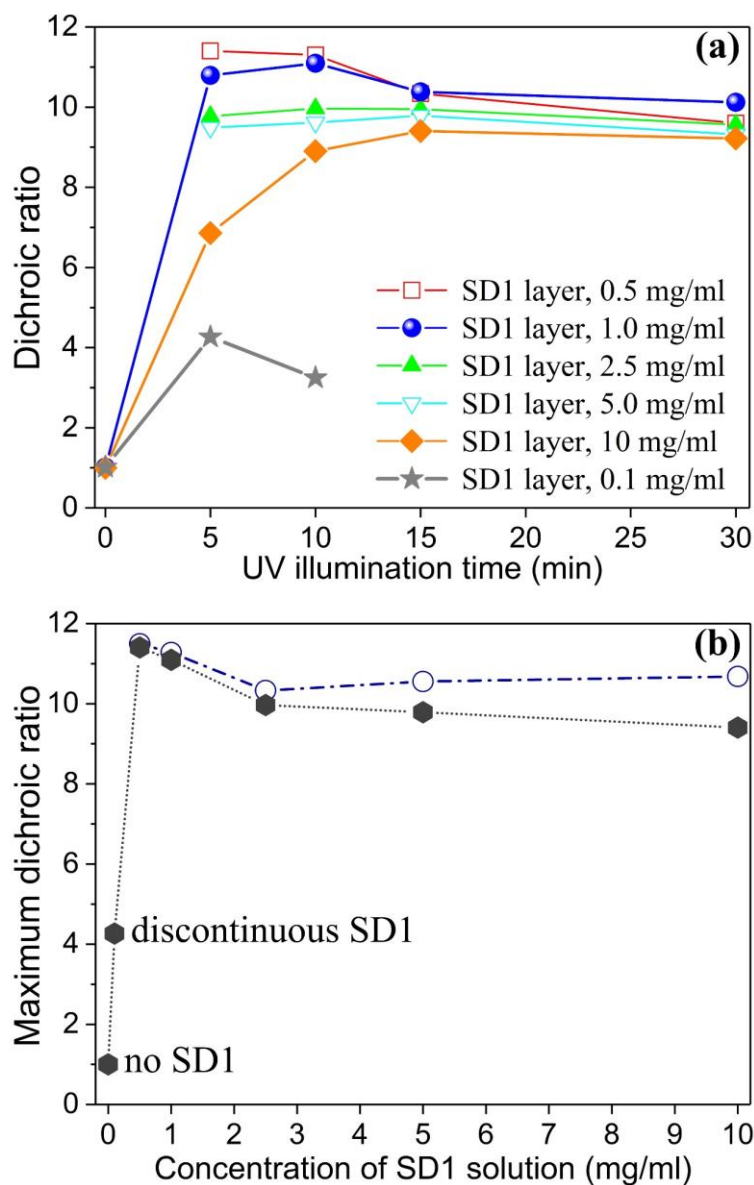 (a)
12
10
8
6
4
2
0
Dichroic ratio
SD1 layer, 0.5 mg/ml
SD1 layer, 1.0 mg/ml
SD1 layer, 2.5 mg/ml
SD1 layer, 5.0 mg/ml
SD1 layer, 10 mg/ml
SD1 layer, 0.1 mg/ml
0 5 10 15 20 25 30
UV illumination time (min)
(b)
12
10
8
6
4
2
0
Maximum dichroic ratio
discontinuous SD1
no SD1
0 1 2 3 4 5 6 7 8 9 10
Concentration of SD1 solution (mg/ml)